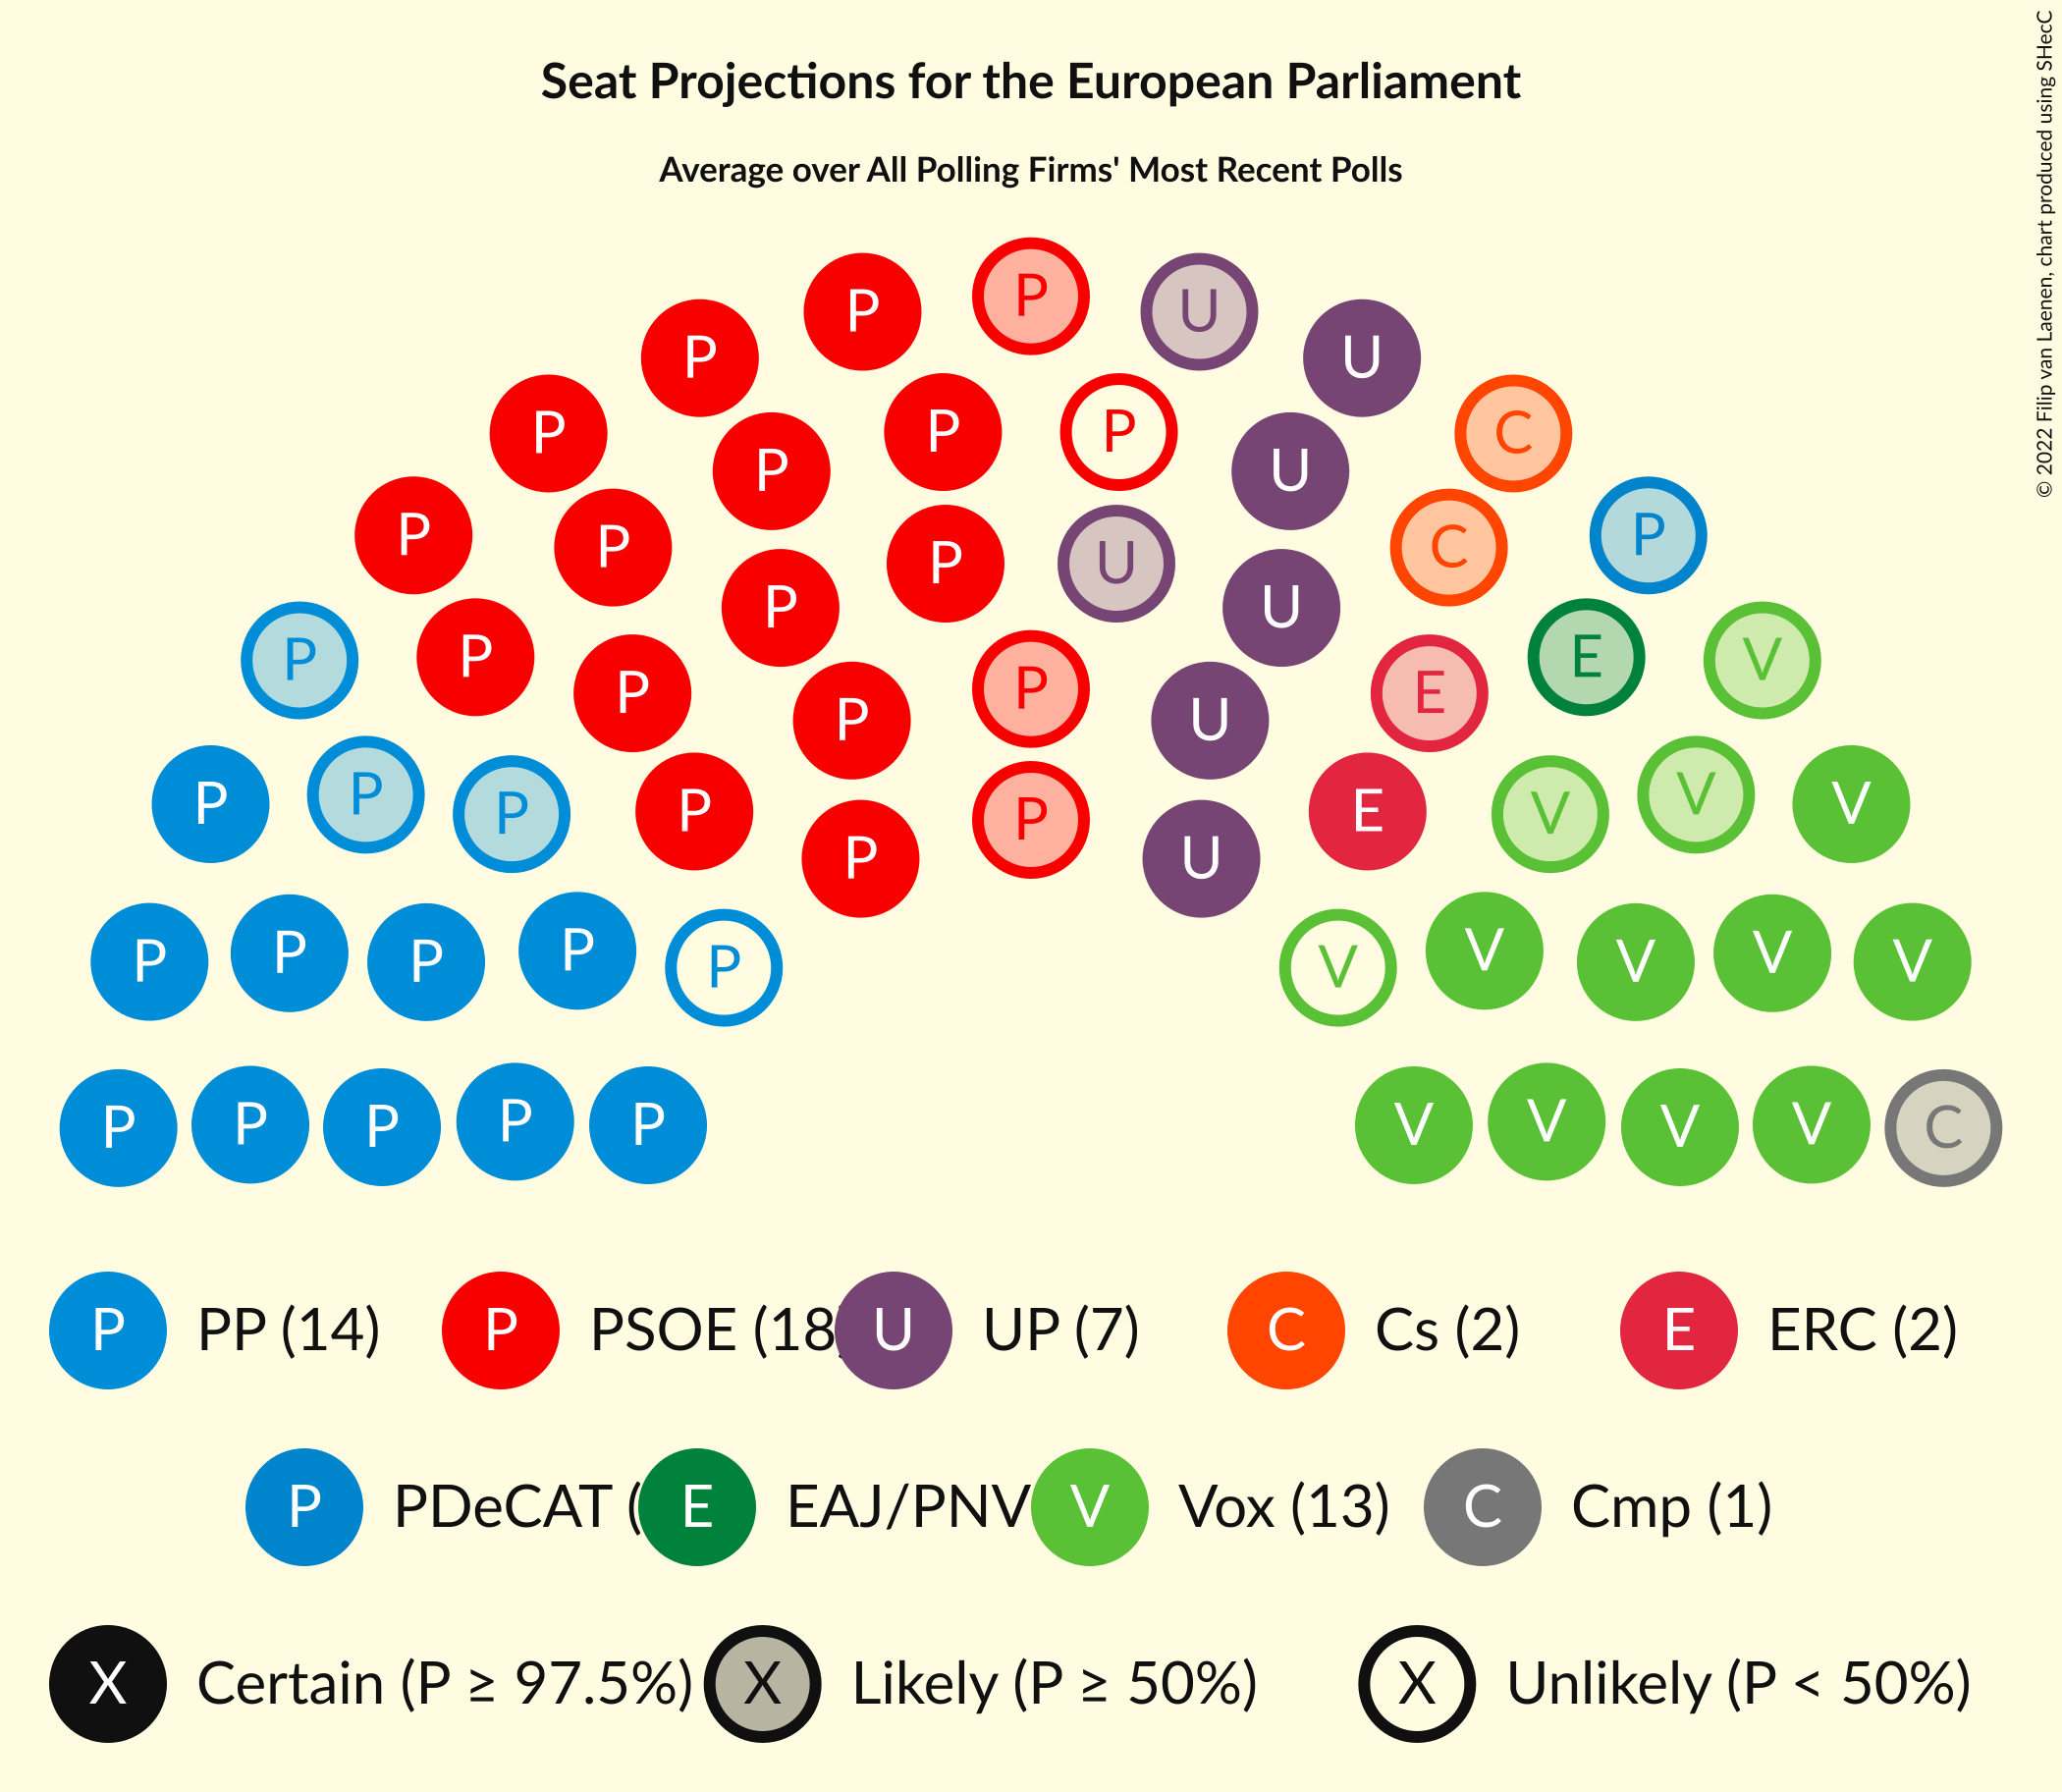 Seat Projections for the European Parliament
Average over All Polling Firms' Most Recent Polls
© 2022 Filip van Laenen, chart produced using SHecC
P P P U U
P P P P U C
P P P U C P
P P U
P P P P E E V
P U
P P P P P E V V V
P U
P P P P P V V V V V
P P P P P V V V V C
P PP (14) P PSOE (18 U UP (7) C Cs (2) E ERC (2)
P PDeCAT ( E EAJ/PNV V Vox (13) C Cmp (1)
X Certain (P ≥ 97.5%) X Likely (P ≥ 50%) X Unlikely (P < 50%)